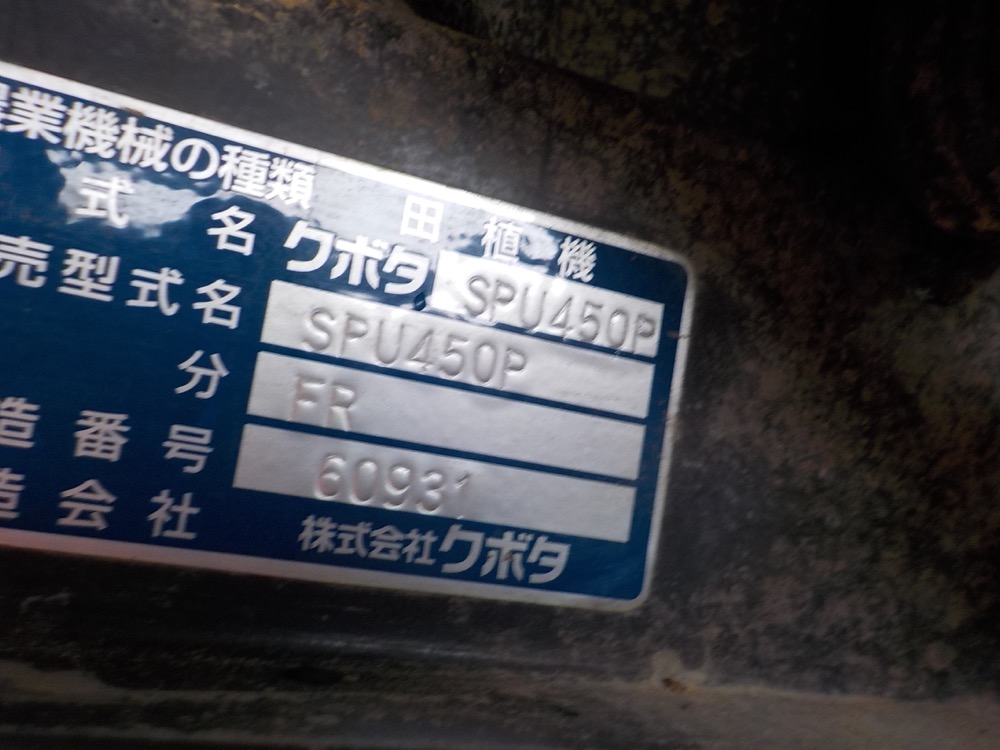 業機械の種類 田植機
式名 クボタ SPU450P
売型式名 SPU450P
分 FR
造番号 60931
造会社 株式会社クボタ